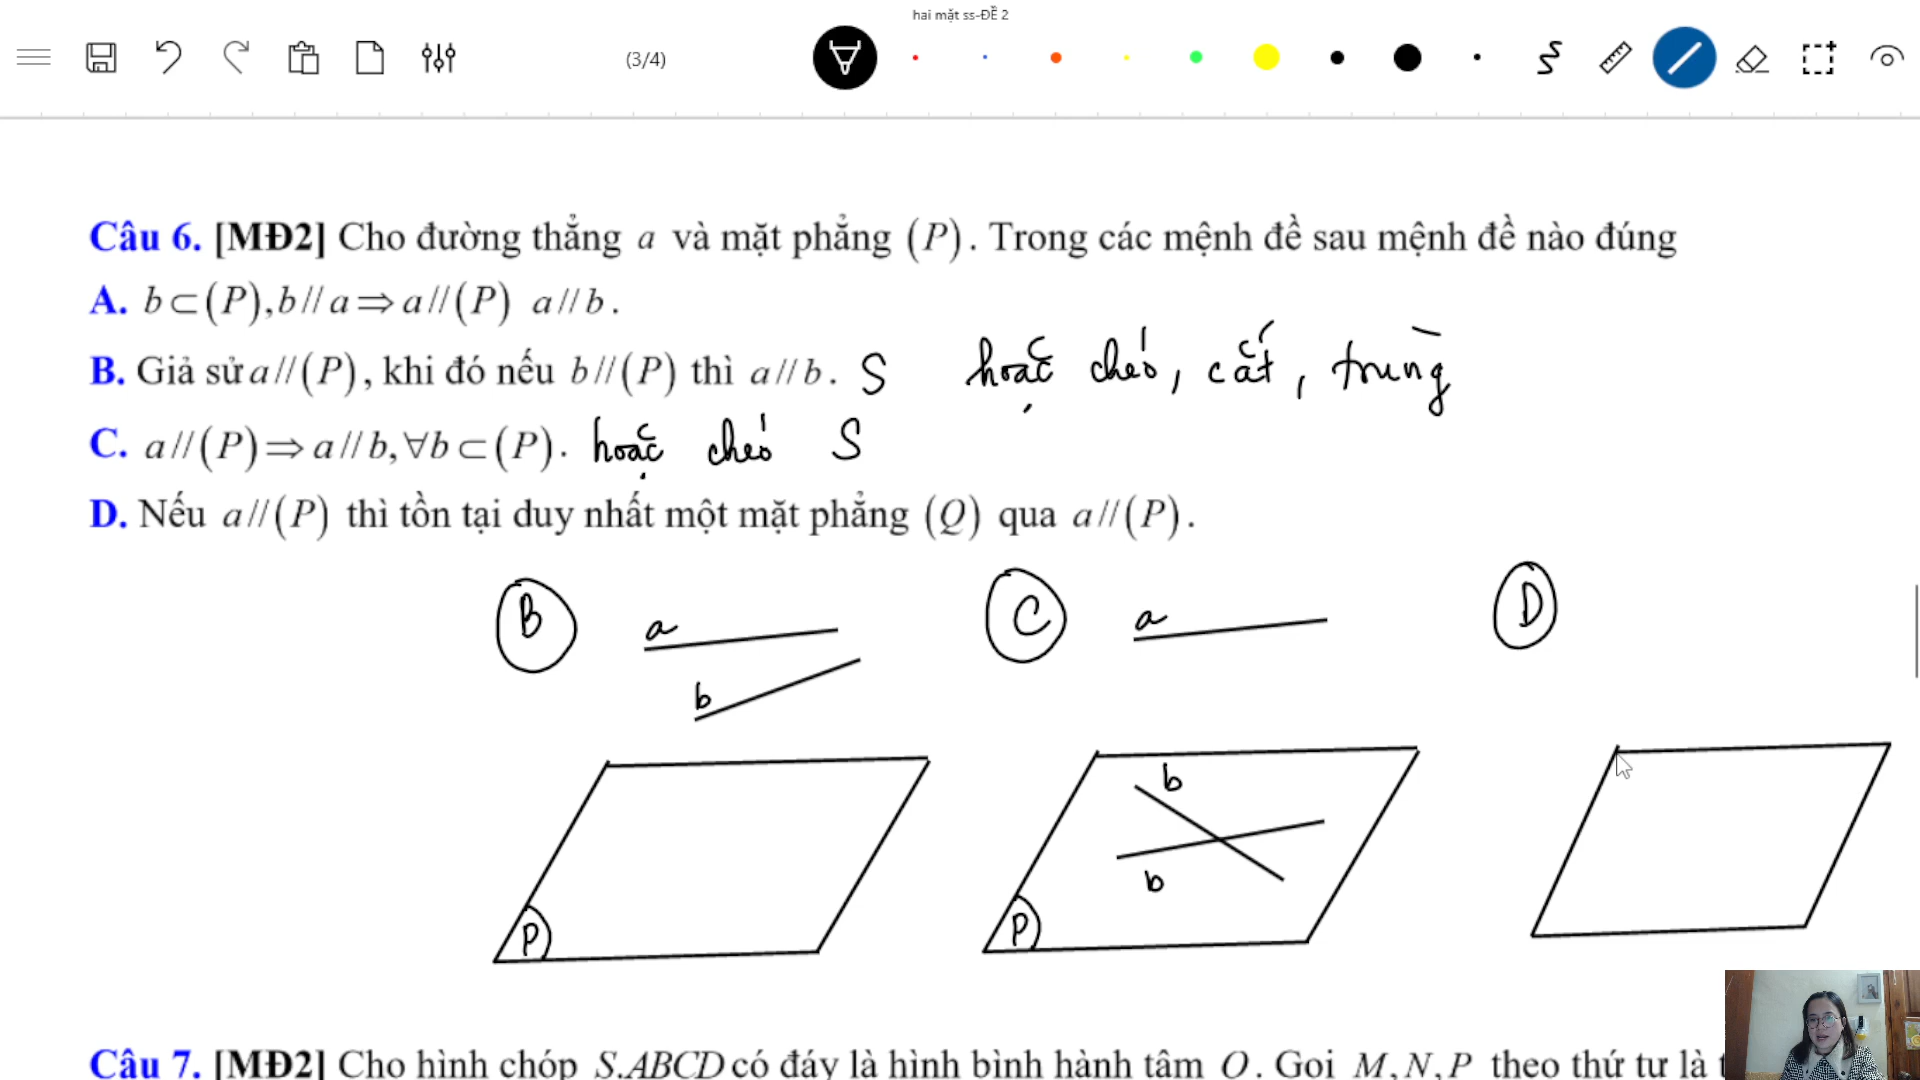 hai mặt ss-ĐỀ 2
(3/4)
Câu 6. [MĐ2] Cho đường thẳng a và mặt phẳng (P). Trong các mệnh đề sau mệnh đề nào đúng
A. b⊂(P),b//a⇒a//(P) a//b.
B. Giả sử a//(P), khi đó nếu b//(P) thì a//b. S hoặc chéo, cắt, trùng
C. a//(P)⇒a//b,∀b⊂(P). hoặc chéo S
D. Nếu a//(P) thì tồn tại duy nhất một mặt phẳng (Q) qua a//(P).
B a C a D
b
b
b
P P
Câu 7. [MĐ2] Cho hình chóp S.ABCD có đáy là hình bình hành tâm O. Gọi M,N,P theo thứ tự là